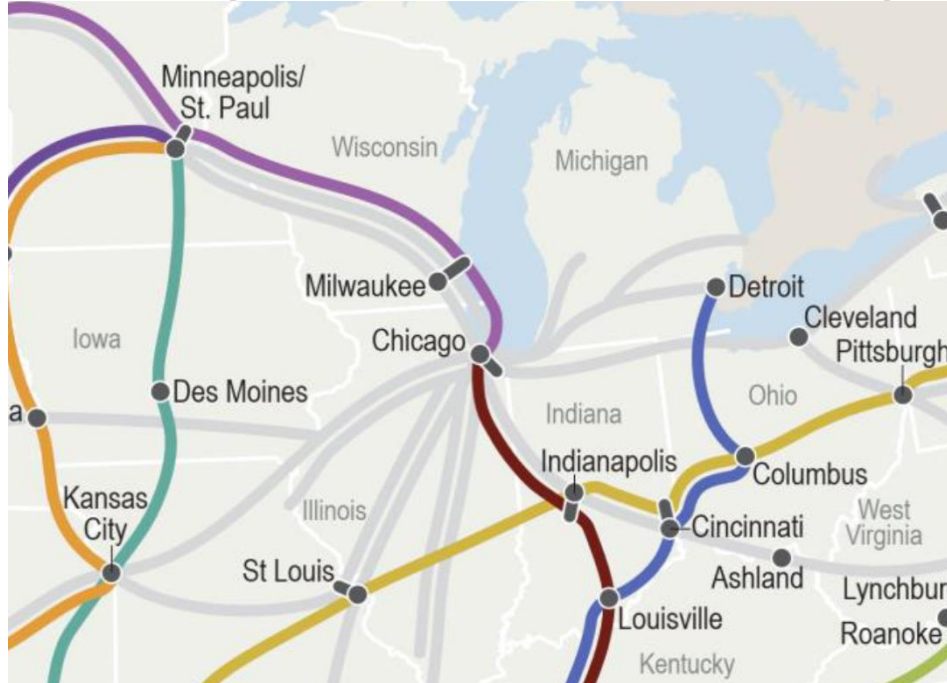 Minneapolis/
St. Paul
Wisconsin
Michigan
Milwaukee
Detroit
Chicago
Cleveland
Pittsburgh
Iowa
Des Moines
a
Indiana
Ohio
Indianapolis
Columbus
Kansas
City
Illinois
Cincinnati
West
Virginia
St Louis
Ashland
Lynchbur
Louisville
Roanoke
Kentucky